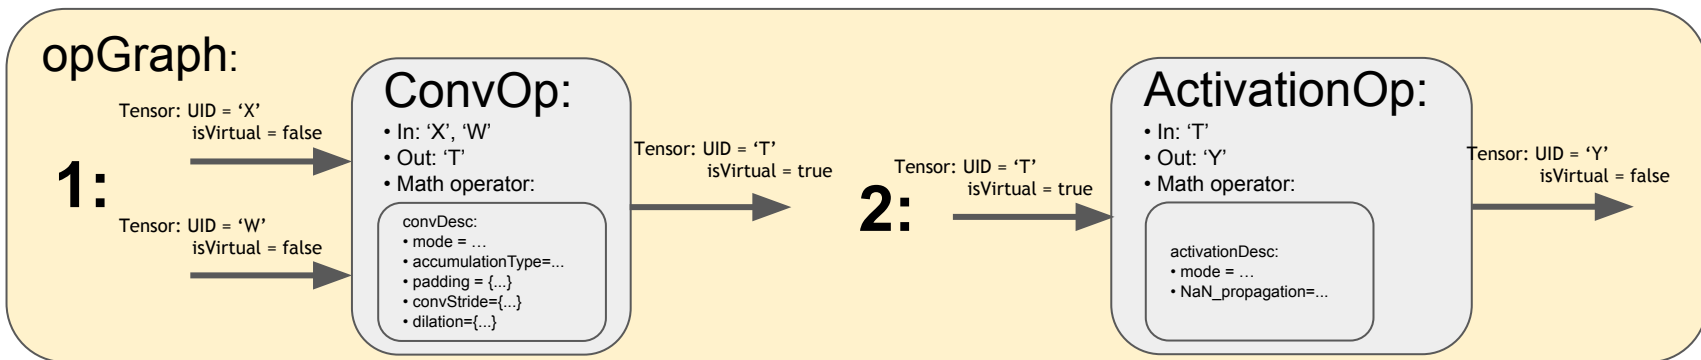 opGraph:
1:
Tensor: UID = ‘X’
isVirtual = false
Tensor: UID = ‘W’
isVirtual = false
ConvOp:
• In: ‘X’, ‘W’
• Out: ‘T’
• Math operator:
convDesc:
• mode = …
• accumulationType=...
• padding = {...}
• convStride={...}
• dilation={...}
Tensor: UID = ‘T’
isVirtual = true
2:
Tensor: UID = ‘T’
isVirtual = true
ActivationOp:
• In: ‘T’
• Out: ‘Y’
• Math operator:
activationDesc:
• mode = …
• NaN_propagation=...
Tensor: UID = ‘Y’
isVirtual = false